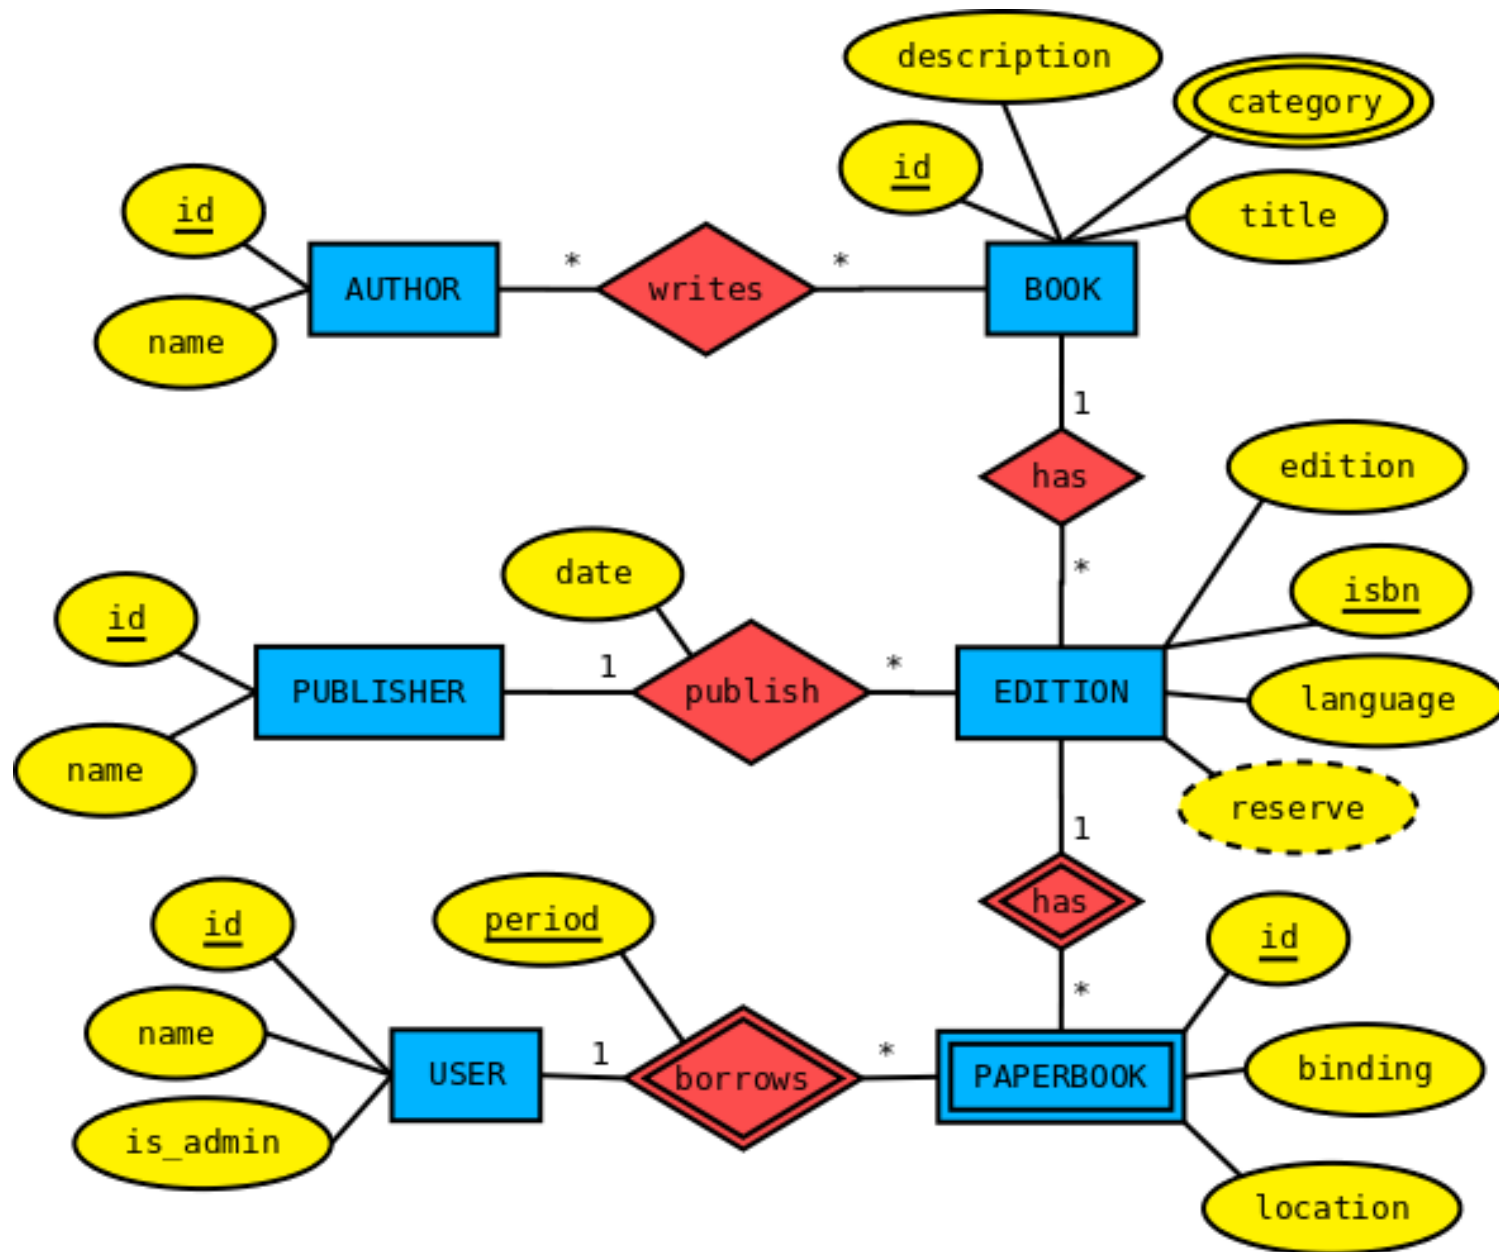 description
category
id
title
id
name
AUTHOR
*
writes
*
BOOK
1
has
*
edition
isbn
language
reserve
date
id
name
PUBLISHER
1
publish
*
EDITION
1
has
*
id
binding
location
period
id
name
is_admin
USER
1
borrows
*
PAPERBOOK